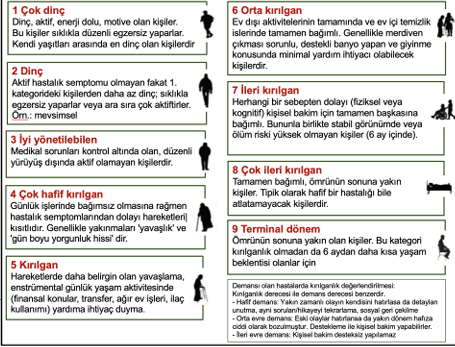 1 Çok dinç
Dinç, aktif, enerji dolu, motive olan kişiler.
Bu kişiler sıklıkla düzenli egzersiz yaparlar.
Kendi yaşıtları arasında en dinç olan kişilerdir
2 Dinç
Aktif hastalık semptomu olmayan fakat 1.
kategorideki kişilerden daha az dinç; sıklıkla
egzersiz yaparlar veya ara sıra çok aktiftirler.
Örn.: mevsimsel
3 İyi yönetilebilen
Medikal sorunları kontrol altında olan, düzenli
yürüyüş dışında aktif olamayan kişilerdir.
4 Çok hafif kırılgan
Günlük işlerinde bağımsız olmasına rağmen
hastalık semptomlarından dolayı hareketleri
kısıtlıdır. Genellikle yakınmaları 'yavaşlık' ve
'gün boyu yorgunluk hissi' dir.
5 Kırılgan
Hareketlerde daha belirgin olan yavaşlama,
enstrümental günlük yaşam aktivitesinde
(finansal konular, transfer, ağır ev işleri, ilaç
kullanımı) yardıma ihtiyaç duyma.
6 Orta kırılgan
Ev dışı aktivitelerinin tamamında ve ev içi temizlik
islerinde tamamen bağımlı. Genellikle merdiven
çıkması sorunlu, destekli banyo yapan ve giyinme
konusunda minimal yardım ihtiyacı olabilecek
kişilerdir.
7 İleri kırılgan
Herhangi bir sebepten dolayı (fiziksel veya
kognitif) kişisel bakim için tamamen başkasına
bağımlı. Bununla birlikte stabil görünümde veya
ölüm riski yüksek olmayan kişiler (6 ay içinde).
8 Çok ileri kırılgan
Tamamen bağımlı, ömrünün sonuna yakın
kişiler. Tipik olarak hafif bir hastalığı bile
atlatamayacak kişilerdir.
9 Terminal dönem
Ömrünün sonuna yakın olan kişiler. Bu kategori
kırılganlık olmadan da 6 aydan daha kısa yaşam
beklentisi olanlar için
Demansı olan hastalarda kırılganlık değerlendirilmesi:
Kırılganlık derecesi ile demans derecesi benzerdir.
- Hafif demans: Yakın zamanlı olayın kendisini hatırlasa da detayları
unutma, ayni soruları/hikayeyi tekrarlama, sosyal geri çekilme
- Orta evre demans: Eski olaylar hatırlansa da yakın dönem hafıza
ciddi olarak bozulmuştur. Destekleme ile kişisel bakım yapabilirler.
- İleri evre demans: Kişisel bakım desteksiz yapılamaz